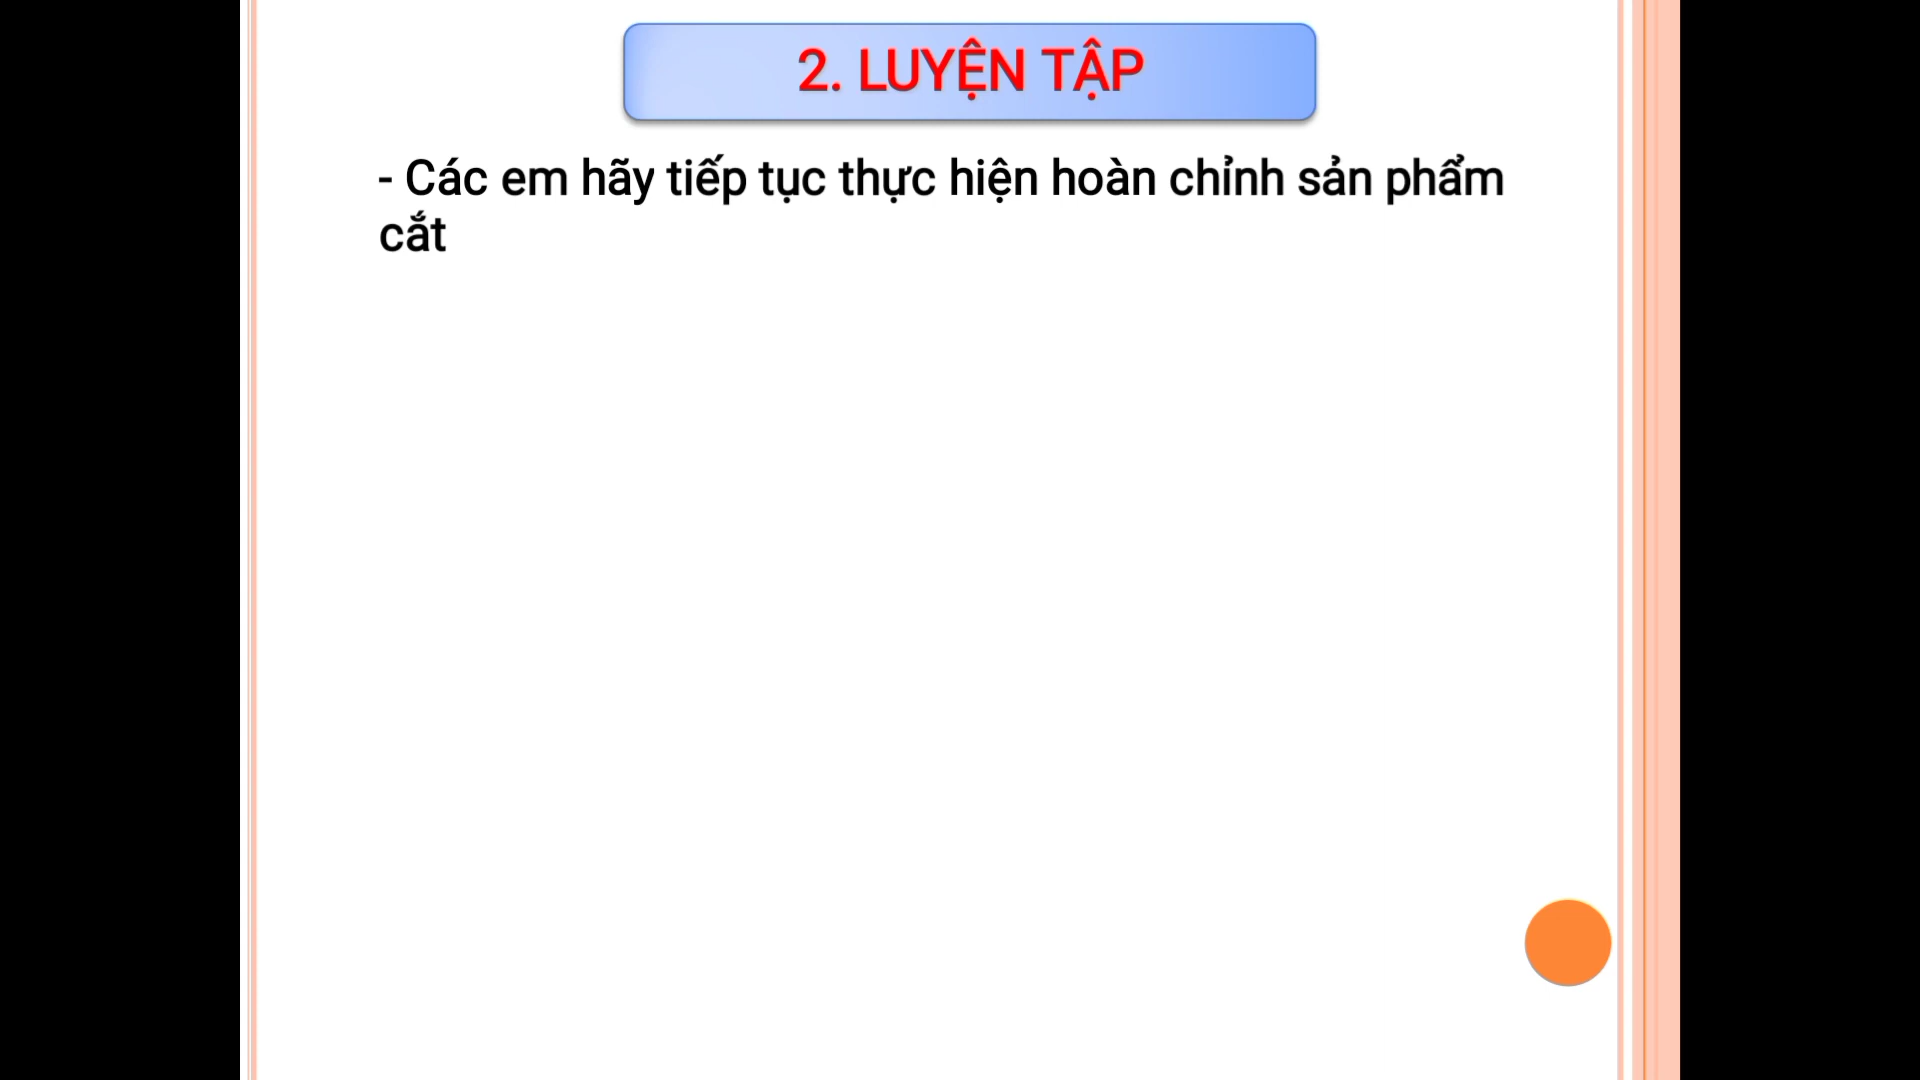 2. LUYỆN TẬP
- Các em hãy tiếp tục thực hiện hoàn chỉnh sản phẩm
cắt